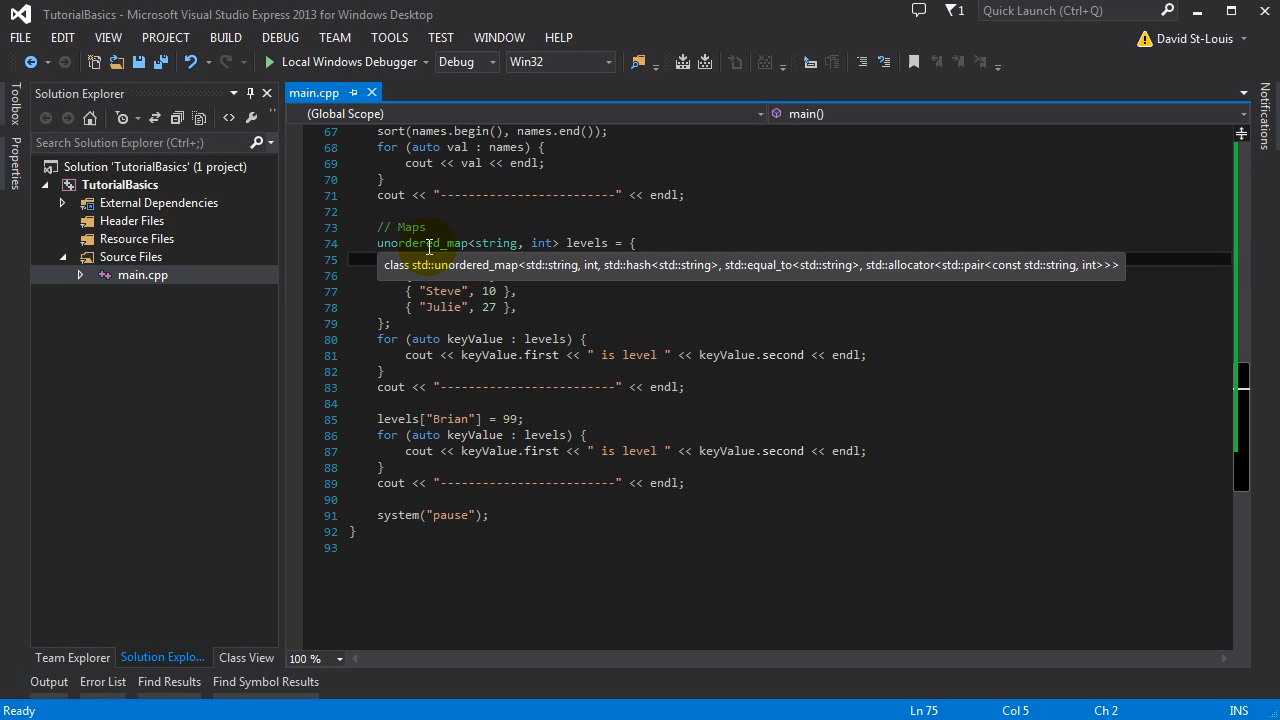 TutorialBasics - Microsoft Visual Studio Express 2013 for Windows Desktop
1
Quick Launch (Ctrl+Q)
FILE EDIT VIEW PROJECT BUILD DEBUG TEAM TOOLS TEST WINDOW HELP
David St-Louis
Local Windows Debugger Debug Win32
Toolbox
Properties
Solution Explorer
Search Solution Explorer (Ctrl+;)
Solution 'TutorialBasics' (1 project)
TutorialBasics
External Dependencies
Header Files
Resource Files
Source Files
main.cpp
Team Explorer Solution Explo... Class View
main.cpp
(Global Scope) main()
67 sort(names.begin(), names.end());
68 for (auto val : names) {
69 cout << val << endl;
70 }
71 cout << "-------------------------" << endl;
72
73 // Maps
74 unordered_map<string, int> levels = {
75
class std::unordered_map<std::string, int, std::hash<std::string>, std::equal_to<std::string>, std::allocator<std::pair<const std::string, int>>>
76
77 { "Steve", 10 },
78 { "Julie", 27 },
79 };
80 for (auto keyValue : levels) {
81 cout << keyValue.first << " is level " << keyValue.second << endl;
82 }
83 cout << "-------------------------" << endl;
84
85 levels["Brian"] = 99;
86 for (auto keyValue : levels) {
87 cout << keyValue.first << " is level " << keyValue.second << endl;
88 }
89 cout << "-------------------------" << endl;
90
91 system("pause");
92 }
93
100 %
Notifications
Output Error List Find Results Find Symbol Results
Ready Ln 75 Col 5 Ch 2 INS